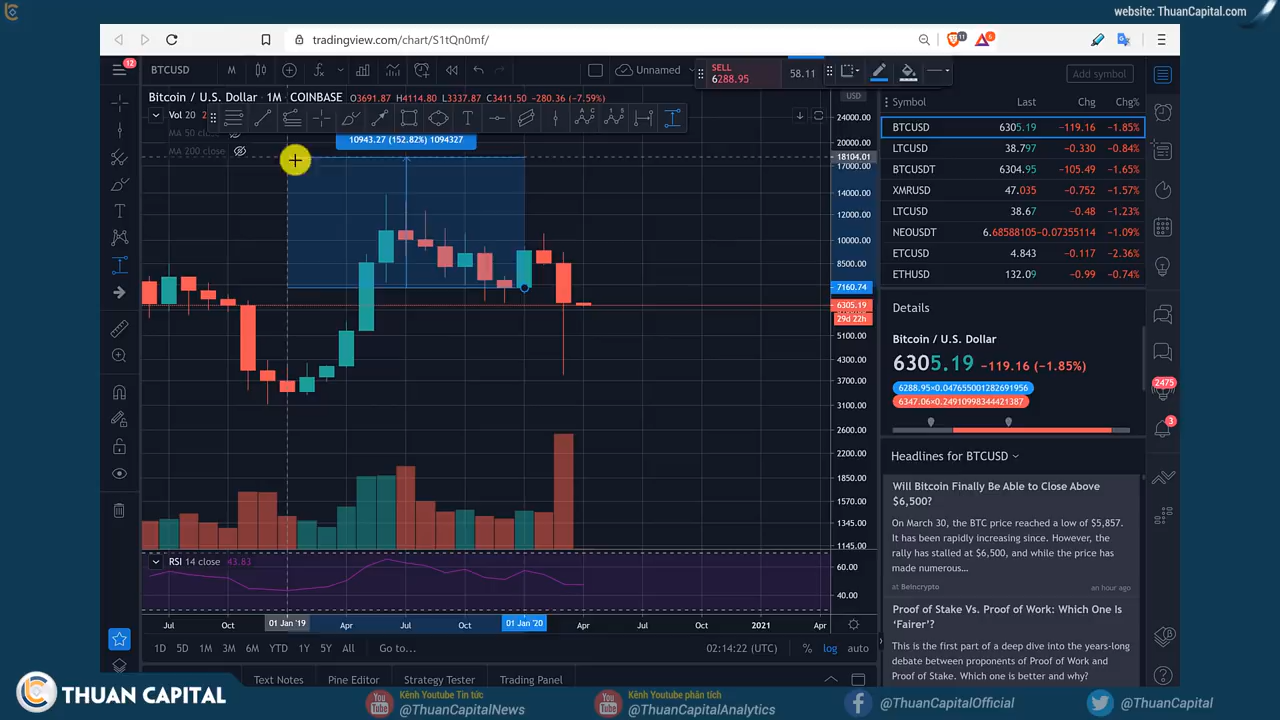 website: ThuanCapital.com
tradingview.com/chart/S1tQn0mf/
11
6
12
BTCUSD
M
Unnamed
SELL
6288.95
58.11
Add symbol
Bitcoin / U.S. Dollar 1M COINBASE O3691.87 H4114.80 L3337.87 C3411.50 −280.36 (−7.59%)
Vol 20
MA 50 close
MA 200 close
10943.27 (152.82%) 1094327
USD
24000.00
20000.00
18104.01
17000.00
14000.00
12000.00
10000.00
8500.00
7160.74
6305.19
29d 22h
5100.00
4300.00
3700.00
3100.00
2600.00
2200.00
1850.00
1570.00
1345.00
1145.00
RSI 14 close 43.83
60.00
40.00
Jul
Oct
01 Jan '19
Apr
Jul
Oct
01 Jan '20
Apr
Jul
Oct
2021
Apr
1D 5D 1M 3M 6M YTD 1Y 5Y All Go to...
02:14:22 (UTC) % log auto
Text Notes Pine Editor Strategy Tester Trading Panel
Symbol Last Chg Chg%
BTCUSD 6305.19 −119.16 −1.85%
LTCUSD 38.797 −0.330 −0.84%
BTCUSDT 6304.95 −105.49 −1.65%
XMRUSD 47.035 −0.752 −1.57%
LTCUSD 38.67 −0.48 −1.23%
NEOUSDT 6.68588105 −0.07355114 −1.09%
ETCUSD 4.843 −0.117 −2.36%
ETHUSD 132.09 −0.99 −0.74%
Details
Bitcoin / U.S. Dollar
6305.19 −119.16 (−1.85%)
6288.95×0.04765501282691956
6347.06×0.24910998344421387
Headlines for BTCUSD
Will Bitcoin Finally Be Able to Close Above
$6,500?
On March 30, the BTC price reached a low of $5,857.
It has been rapidly increasing since. However, the
rally has stalled at $6,500, and while the price has
made numerous...
at BeInCrypto
an hour ago
Proof of Stake Vs. Proof of Work: Which One Is
'Fairer'?
This is the first part of a deep dive into the years-long
debate between proponents of Proof of Work and
Proof of Stake. Which one is better and why?
2475
3
THUAN CAPITAL
You
Tube
Kênh Youtube Tin tức
@ThuanCapitalNews
You
Tube
Kênh Youtube phân tích
@ThuanCapitalAnalytics
@ThuanCapitalOfficial
@ThuanCapital